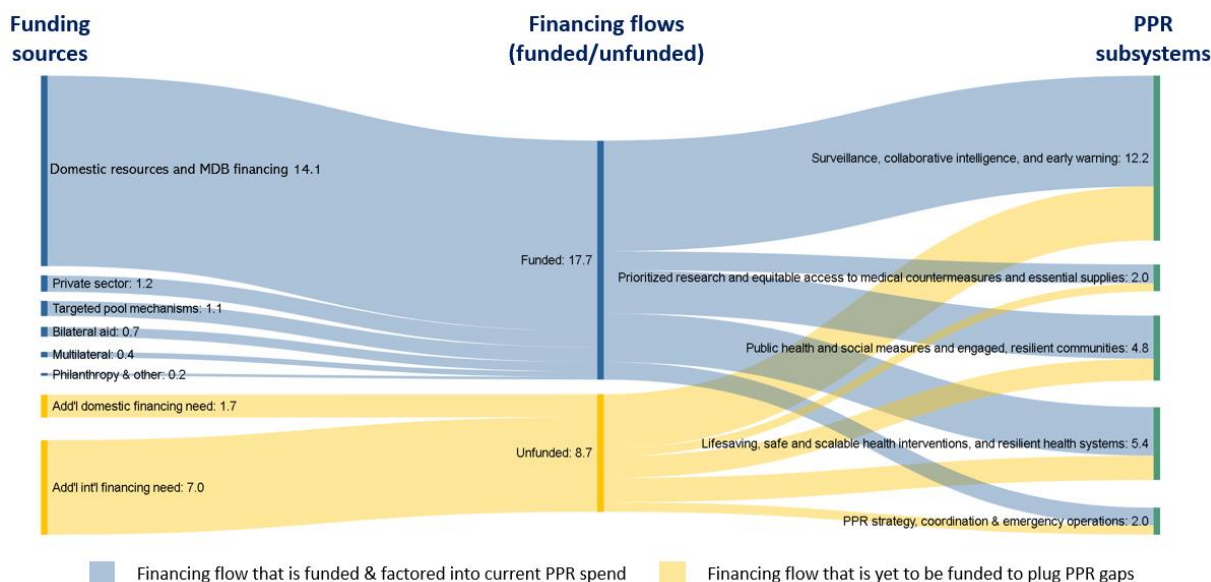 Funding
sources
Financing flows
(funded/unfunded)
PPR
subsystems
Domestic resources and MDB financing 14.1
Private sector: 1.2
Targeted pool mechanisms: 1.1
Bilateral aid: 0.7
Multilateral: 0.4
Philanthropy & other: 0.2
Add'l domestic financing need: 1.7
Add'l int'l financing need: 7.0
Funded: 17.7
Unfunded: 8.7
Surveillance, collaborative intelligence, and early warning: 12.2
Prioritized research and equitable access to medical countermeasures and essential supplies: 2.0
Public health and social measures and engaged, resilient communities: 4.8
Lifesaving, safe and scalable health interventions, and resilient health systems: 5.4
PPR strategy, coordination & emergency operations: 2.0
Financing flow that is funded & factored into current PPR spend
Financing flow that is yet to be funded to plug PPR gaps